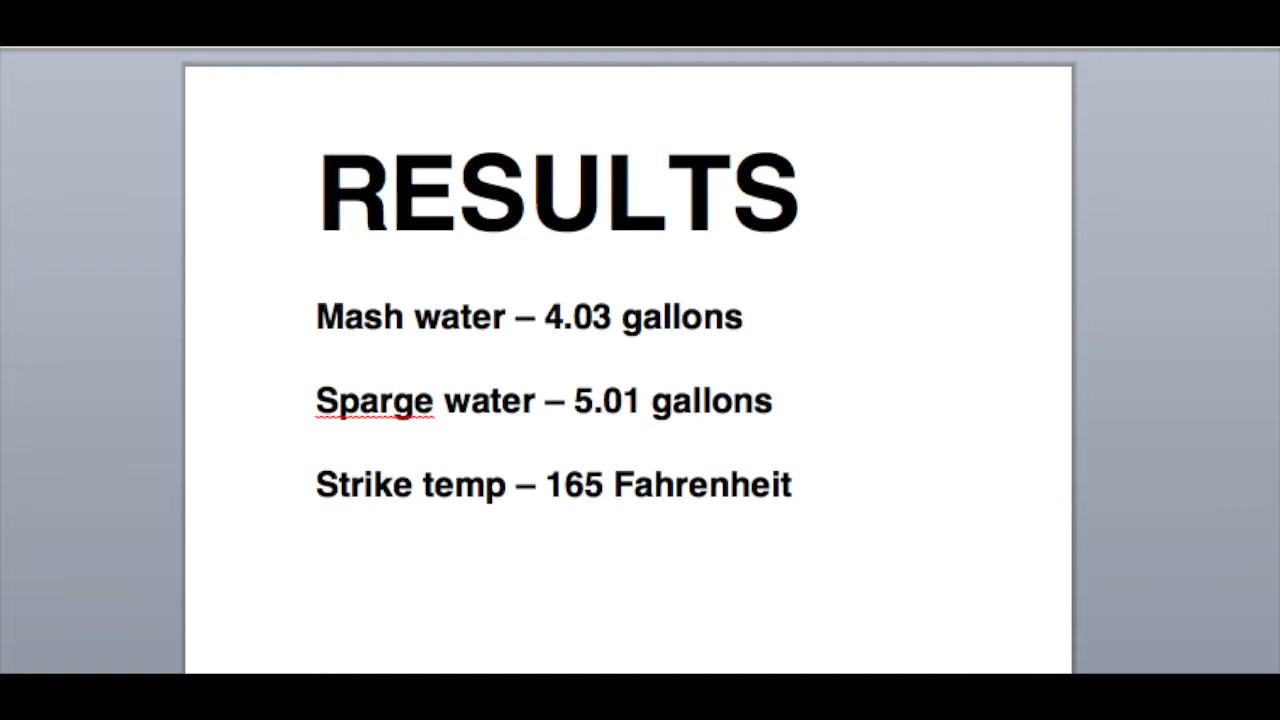 RESULTS
Mash water – 4.03 gallons
Sparge water – 5.01 gallons
Strike temp – 165 Fahrenheit